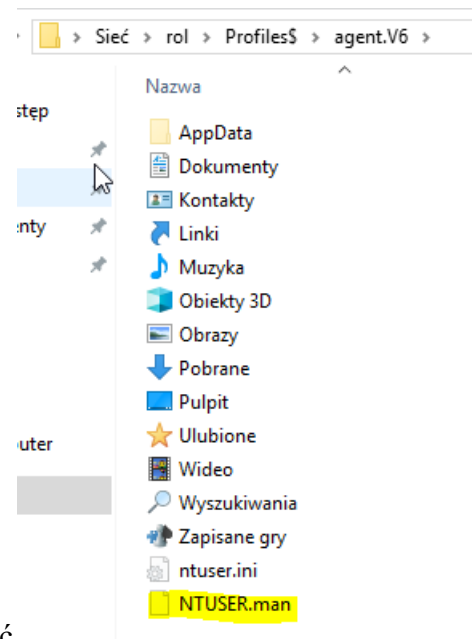 Sieć > rol > Profiles$ > agent.V6 >
Nazwa
stęp
AppData
Dokumenty
Kontakty
enty
Linki
Muzyka
Obiekty 3D
Obrazy
Pobrane
Pulpit
uter
Ulubione
Wideo
Wyszukiwania
Zapisane gry
ntuser.ini
NTUSER.man
ć